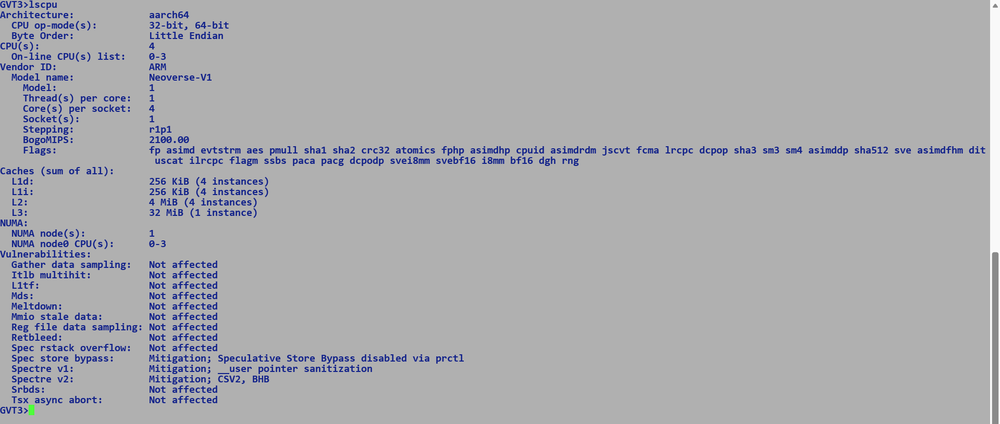 GVT3>lscpu
Architecture:             aarch64
  CPU op-mode(s):         32-bit, 64-bit
  Byte Order:             Little Endian
CPU(s):                   4
  On-line CPU(s) list:    0-3
Vendor ID:                ARM
  Model name:             Neoverse-V1
    Model:                1
    Thread(s) per core:   1
    Core(s) per socket:   4
    Socket(s):            1
    Stepping:             r1p1
    BogoMIPS:             2100.00
    Flags:                fp asimd evtstrm aes pmull sha1 sha2 crc32 atomics fphp asimdhp cpuid asimdrdm jscvt fcma lrcpc dcpop sha3 sm3 sm4 asimddp sha512 sve asimdfhm dit
                           uscat ilrcpc flagm ssbs paca pacg dcpodp svei8mm svebf16 i8mm bf16 dgh rng
Caches (sum of all):
  L1d:                    256 KiB (4 instances)
  L1i:                    256 KiB (4 instances)
  L2:                     4 MiB (4 instances)
  L3:                     32 MiB (1 instance)
NUMA:
  NUMA node(s):           1
  NUMA node0 CPU(s):      0-3
Vulnerabilities:
  Gather data sampling:   Not affected
  Itlb multihit:          Not affected
  L1tf:                   Not affected
  Mds:                    Not affected
  Meltdown:               Not affected
  Mmio stale data:        Not affected
  Reg file data sampling: Not affected
  Retbleed:               Not affected
  Spec rstack overflow:   Not affected
  Spec store bypass:      Mitigation; Speculative Store Bypass disabled via prctl
  Spectre v1:             Mitigation; __user pointer sanitization
  Spectre v2:             Mitigation; CSV2, BHB
  Srbds:                  Not affected
  Tsx async abort:        Not affected
GVT3>